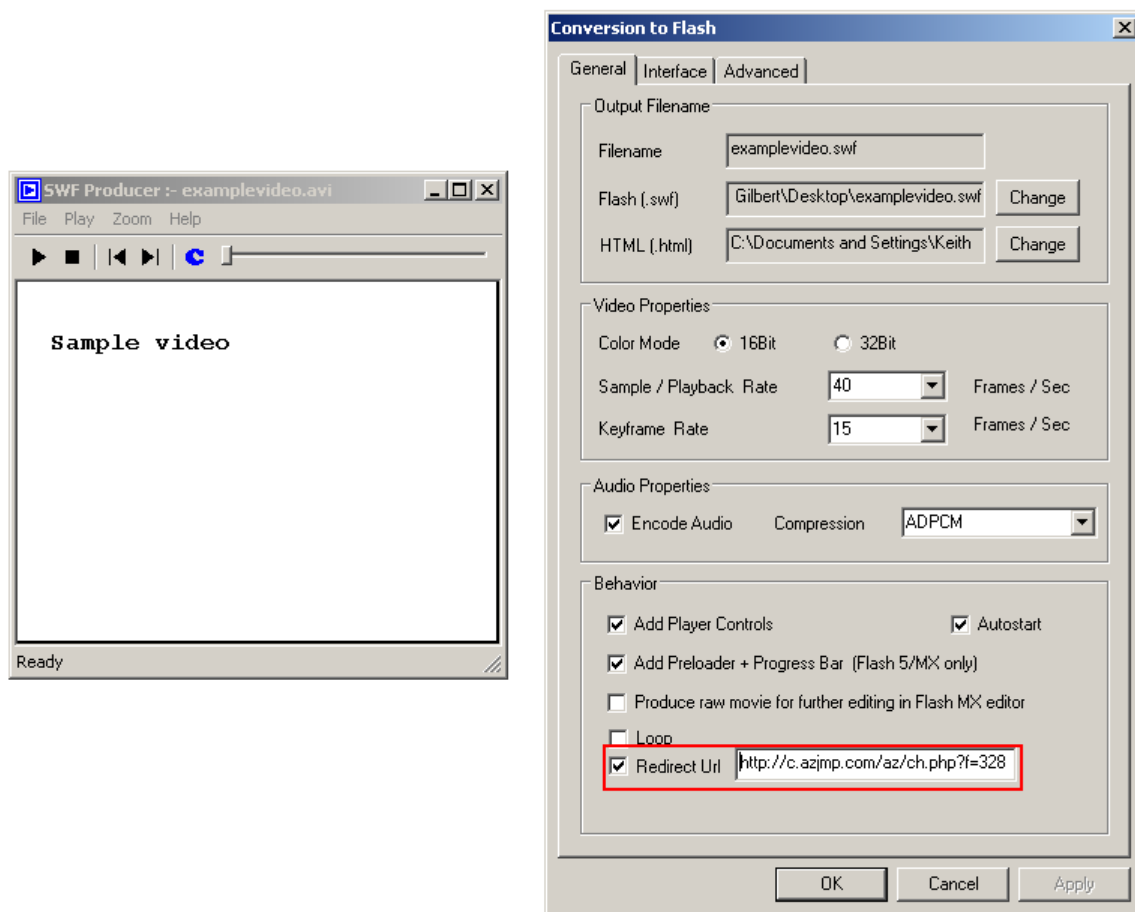 SWF Producer :- examplevideo.avi
File Play Zoom Help
Sample video
Ready
Conversion to Flash
General Interface Advanced
Output Filename
Filename examplevideo.swf
Flash (.swf) Gilbert\Desktop\examplevideo.swf Change
HTML (.html) C:\Documents and Settings\Keith Change
Video Properties
Color Mode 16Bit 32Bit
Sample / Playback Rate 40 Frames / Sec
Keyframe Rate 15 Frames / Sec
Audio Properties
Encode Audio Compression ADPCM
Behavior
Add Player Controls Autostart
Add Preloader + Progress Bar (Flash 5/MX only)
Produce raw movie for further editing in Flash MX editor
Loop
Redirect Url http://c.azjmp.com/az/ch.php?f=328
OK Cancel Apply